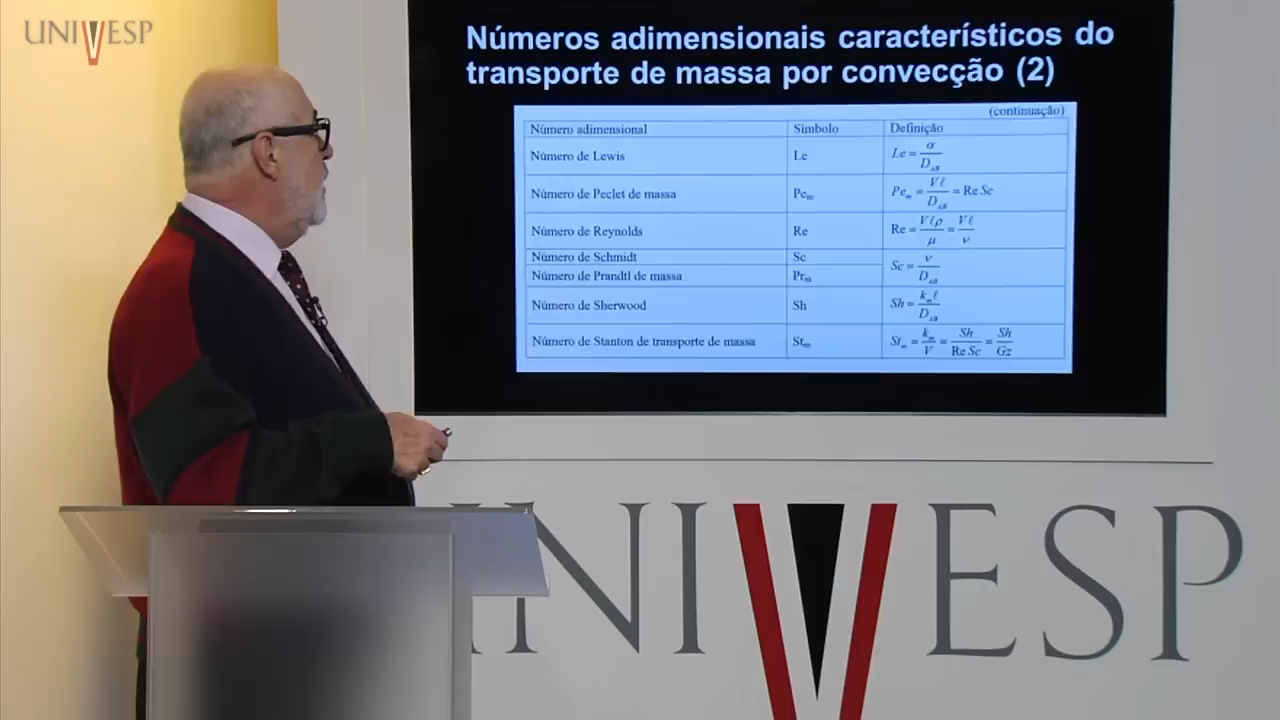 UNIVESP
Números adimensionais característicos do
transporte de massa por convecção (2)
(continuação)
Número adimensional Símbolo Definição
Número de Lewis Le Le = α / D_AB
Número de Peclet de massa Pe_m Pe_m = Vℓ / D_AB = Re Sc
Número de Reynolds Re Re = Vℓρ / μ = Vℓ / ν
Número de Schmidt Sc Sc = ν / D_AB
Número de Prandtl de massa Pr_m
Número de Sherwood Sh Sh = k_m ℓ / D_AB
Número de Stanton de transporte de massa St_m St_m = k_m / V = Sh / Re Sc = Sh / Gz
UNIVESP